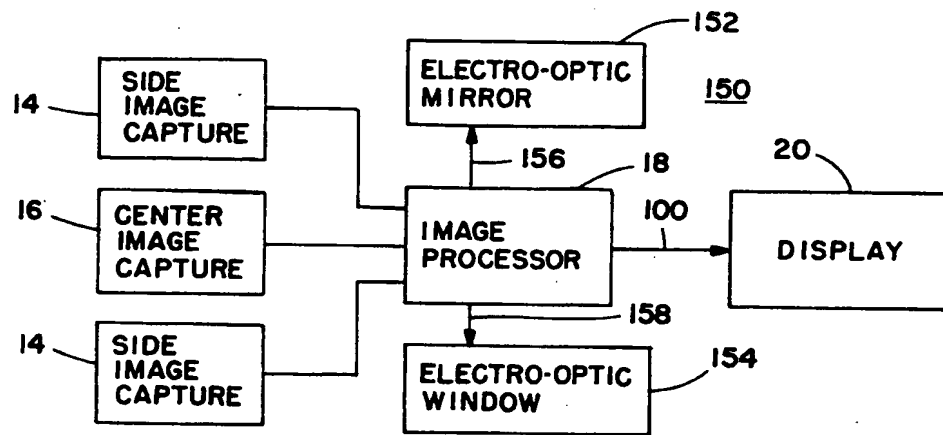 152
ELECTRO-OPTIC
MIRROR
150
14
SIDE
IMAGE
CAPTURE
156
18
20
16
CENTER
IMAGE
CAPTURE
IMAGE
PROCESSOR
100
DISPLAY
14
SIDE
IMAGE
CAPTURE
158
ELECTRO-OPTIC
WINDOW
154